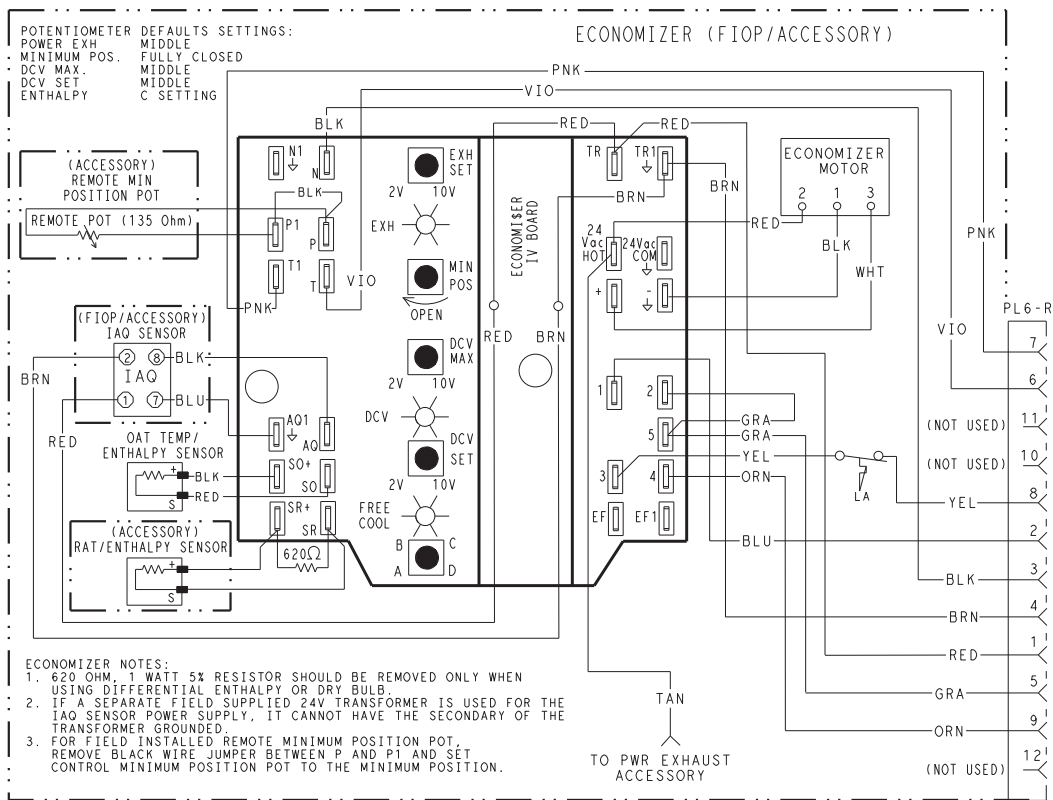 POTENTIOMETER DEFAULTS SETTINGS:
POWER EXH MIDDLE
MINIMUM POS. FULLY CLOSED
DCV MAX. MIDDLE
DCV SET MIDDLE
ENTHALPY C SETTING
ECONOMIZER (FIOP/ACCESSORY)
PNK
VIO
BLK
RED
RED
(ACCESSORY)
REMOTE MIN
POSITION POT
REMOTE POT (135 Ohm)
N1
N
BLK
P1
P
T1
T
VIO
PNK
EXH
SET
2V 10V
EXH
MIN
POS
OPEN
DCV
MAX
2V 10V
DCV
DCV
SET
2V 10V
FREE
COOL
B C
A D
ECONOMI$ER
IV BOARD
RED
BRN
TR
TR1
BRN
BRN
24
Vac
HOT
24Vac
COM
+
-
1
2
5
3
4
EF
EF1
ECONOMIZER
MOTOR
2 1 3
RED
BLK
WHT
PNK
VIO
(FIOP/ACCESSORY)
IAQ SENSOR
2 8
IAQ
1 7
BLK
BLU
BRN
RED
AQ1
AQ
OAT TEMP/
ENTHALPY SENSOR
+
S
BLK
RED
SO+
SO
(ACCESSORY)
RAT/ENTHALPY SENSOR
+
S
SR+
SR
620Ω
GRA
GRA
YEL
ORN
LA
BLU
TAN
TO PWR EXHAUST
ACCESSORY
PL6-R
7
6
(NOT USED) 11
(NOT USED) 10
YEL 8
2
BLK 3
BRN 4
RED 1
GRA 5
ORN 9
(NOT USED) 12
ECONOMIZER NOTES:
1. 620 OHM, 1 WATT 5% RESISTOR SHOULD BE REMOVED ONLY WHEN
USING DIFFERENTIAL ENTHALPY OR DRY BULB.
2. IF A SEPARATE FIELD SUPPLIED 24V TRANSFORMER IS USED FOR THE
IAQ SENSOR POWER SUPPLY, IT CANNOT HAVE THE SECONDARY OF THE
TRANSFORMER GROUNDED.
3. FOR FIELD INSTALLED REMOTE MINIMUM POSITION POT,
REMOVE BLACK WIRE JUMPER BETWEEN P AND P1 AND SET
CONTROL MINIMUM POSITION POT TO THE MINIMUM POSITION.